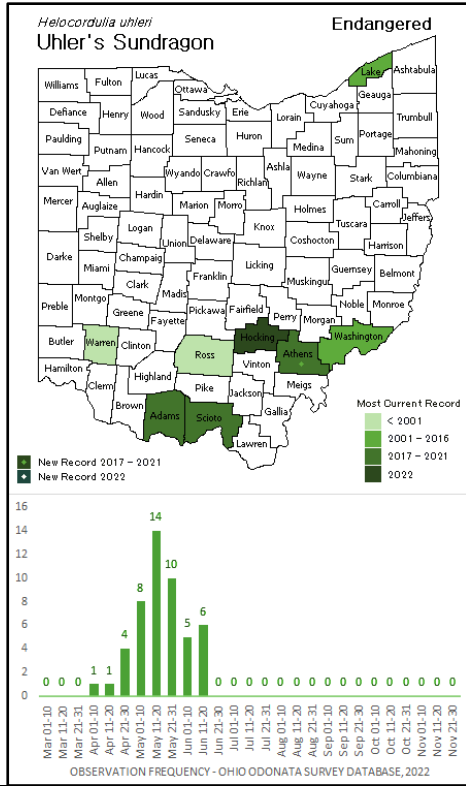 Helocordulia uhleri
Endangered
Uhler's Sundragon
Williams
Fulton
Lucas
Ottawa
Lake
Ashtabula
Geauga
Cuyahoga
Defiance
Henry
Wood
Sandusky
Erie
Lorain
Trumbull
Paulding
Putnam
Hancock
Seneca
Huron
Medina
Sum
Portage
Mahoning
Van Wert
Allen
Wyando
Crawfo
Richlan
Ashla
Wayne
Stark
Columbiana
Mercer
Auglaize
Hardin
Marion
Morro
Holmes
Carroll
Jeffers
Shelby
Logan
Union
Delaware
Knox
Coshocton
Tuscara
Harrison
Darke
Miami
Champaig
Licking
Guernsey
Belmont
Clark
Madis
Franklin
Muskingu
Preble
Montgo
Greene
Fayette
Pickawa
Fairfield
Perry
Morgan
Noble
Monroe
Butler
Warren
Clinton
Ross
Hocking
Athens
Washington
Hamilton
Clerm
Highland
Vinton
Meigs
Brown
Adams
Pike
Jackson
Gallia
Scioto
Lawren
Most Current Record
< 2001
2001 - 2016
2017 - 2021
2022
New Record 2017 - 2021
New Record 2022
16
14
12
10
8
6
4
2
0
0 0 0 1 1 4 8 14 10 5 6 0 0 0 0 0 0 0 0 0 0 0 0 0 0 0 0
Mar 01-10
Mar 11-20
Mar 21-31
Apr 01-10
Apr 11-20
Apr 21-30
May 01-10
May 11-20
May 21-31
Jun 01-10
Jun 11-20
Jun 21-30
Jul 01-10
Jul 11-20
Jul 21-31
Aug 01-10
Aug 11-20
Aug 21-31
Sep 01-10
Sep 11-20
Sep 21-30
Oct 01-10
Oct 11-20
Oct 21-31
Nov 01-10
Nov 11-20
Nov 21-30
OBSERVATION FREQUENCY - OHIO ODONATA SURVEY DATABASE, 2022